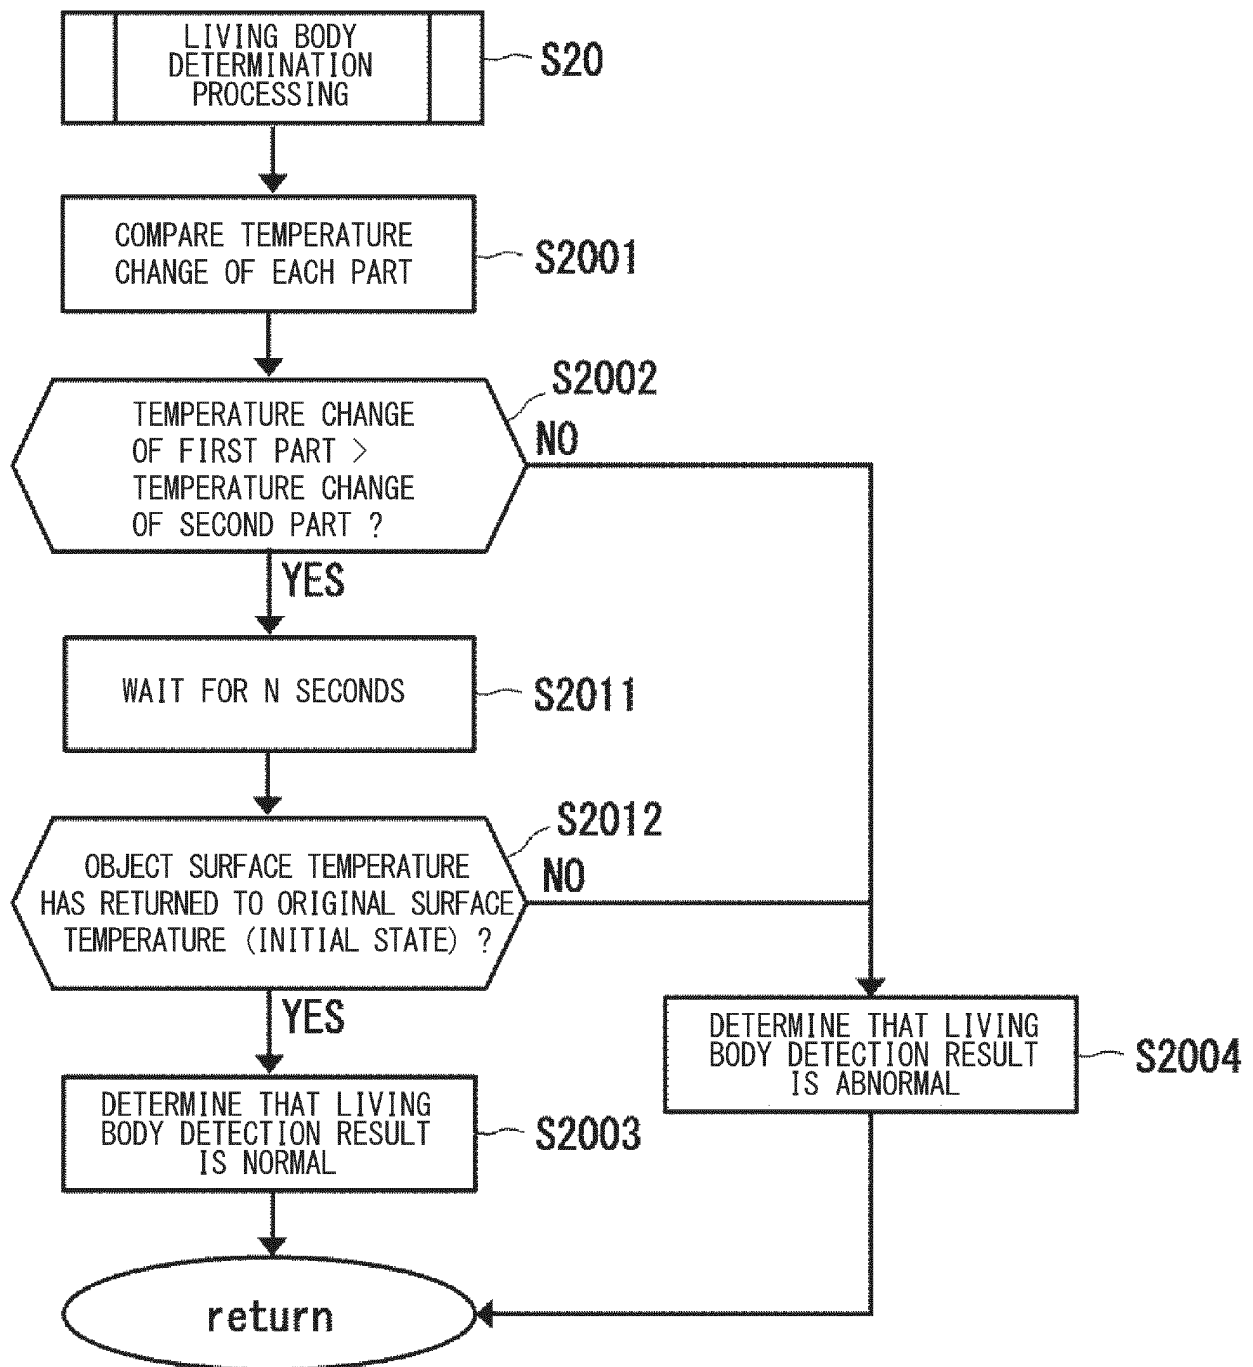 LIVING BODY
DETERMINATION
PROCESSING
S20
COMPARE TEMPERATURE
CHANGE OF EACH PART
S2001
S2002
TEMPERATURE CHANGE
OF FIRST PART >
TEMPERATURE CHANGE
OF SECOND PART ?
NO
YES
WAIT FOR N SECONDS
S2011
S2012
OBJECT SURFACE TEMPERATURE
HAS RETURNED TO ORIGINAL SURFACE
TEMPERATURE (INITIAL STATE) ?
NO
YES
DETERMINE THAT LIVING
BODY DETECTION RESULT
IS ABNORMAL
S2004
DETERMINE THAT LIVING
BODY DETECTION RESULT
IS NORMAL
S2003
return